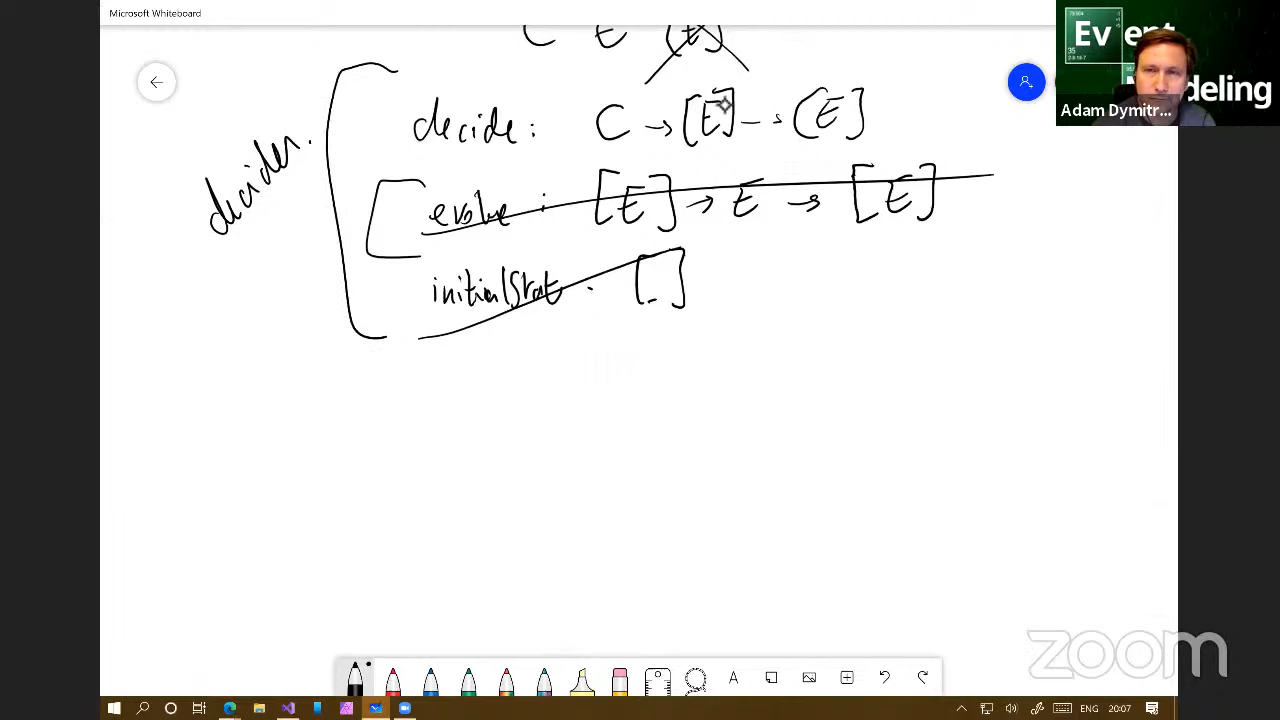 Microsoft Whiteboard
C E [E]
decide: C → [E] → [E]
decider.
evolve: [E] → E → [E]
initialState: []
Event
Modeling
Adam Dymitr...
zoom
A
ENG 20:07